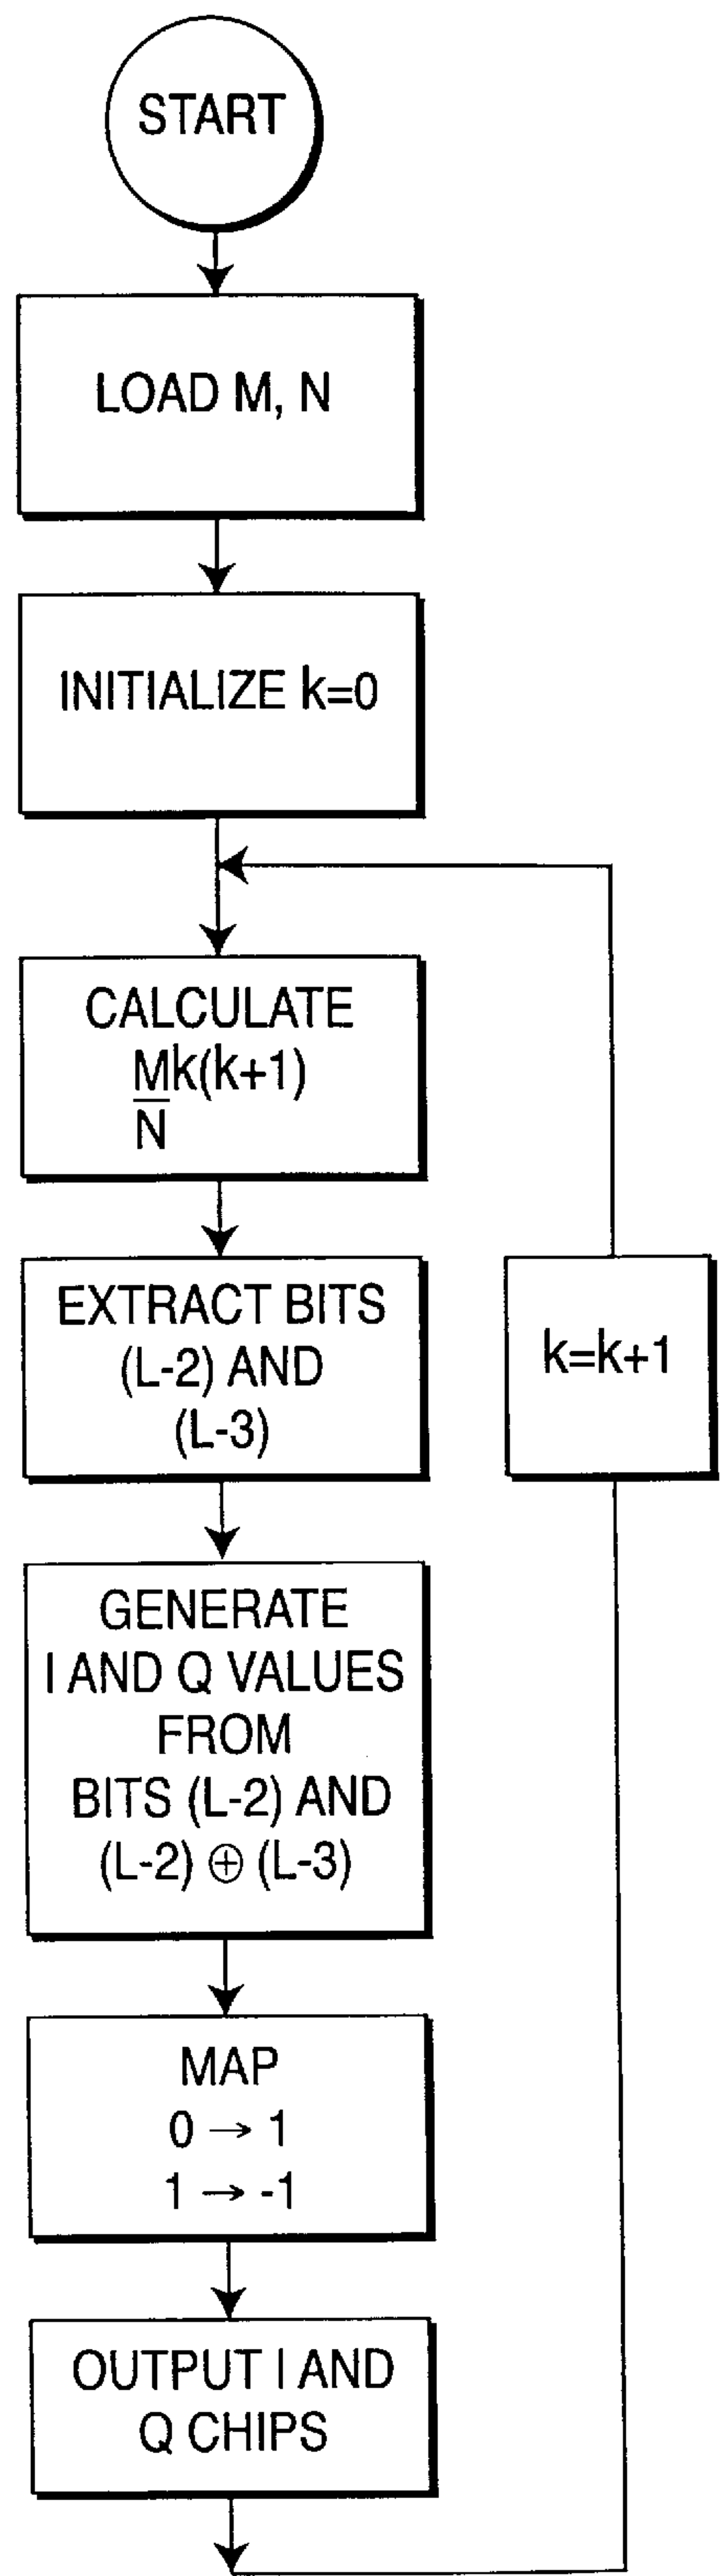 START
LOAD M, N
INITIALIZE k=0
CALCULATE
M/N k(k+1)
EXTRACT BITS
(L-2) AND
(L-3)
k=k+1
GENERATE
I AND Q VALUES
FROM
BITS (L-2) AND
(L-2) ⊕ (L-3)
MAP
0 → 1
1 → -1
OUTPUT I AND
Q CHIPS